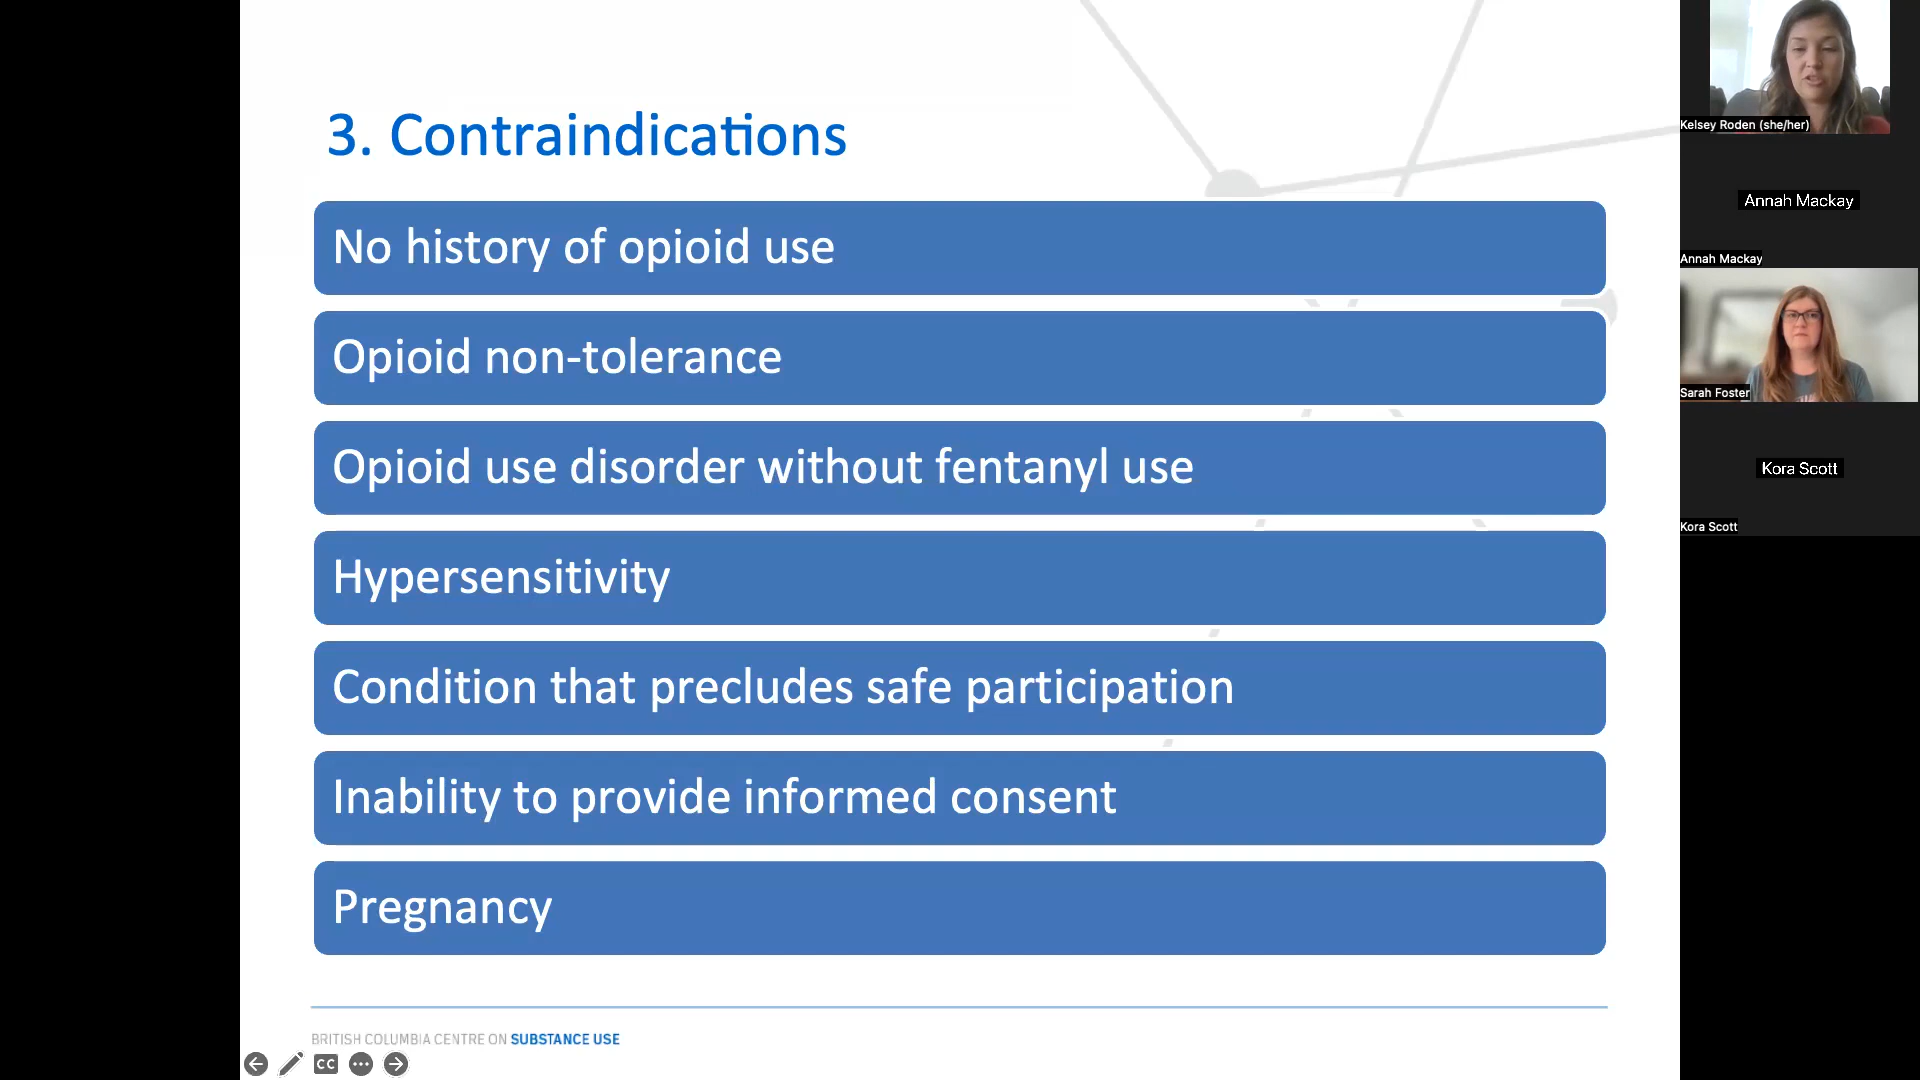 3. Contraindications
No history of opioid use
Opioid non-tolerance
Opioid use disorder without fentanyl use
Hypersensitivity
Condition that precludes safe participation
Inability to provide informed consent
Pregnancy
BRITISH COLUMBIA CENTRE ON SUBSTANCE USE
CC
Kelsey Roden (she/her)
Annah Mackay
Annah Mackay
Sarah Foster
Kora Scott
Kora Scott